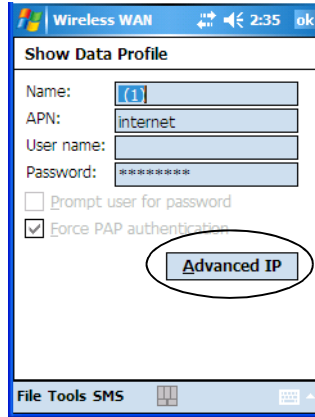 Wireless WAN 2:35 ok
Show Data Profile
Name: (1)
APN: internet
User name:
Password: ********
Prompt user for password
Force PAP authentication
Advanced IP
File Tools SMS